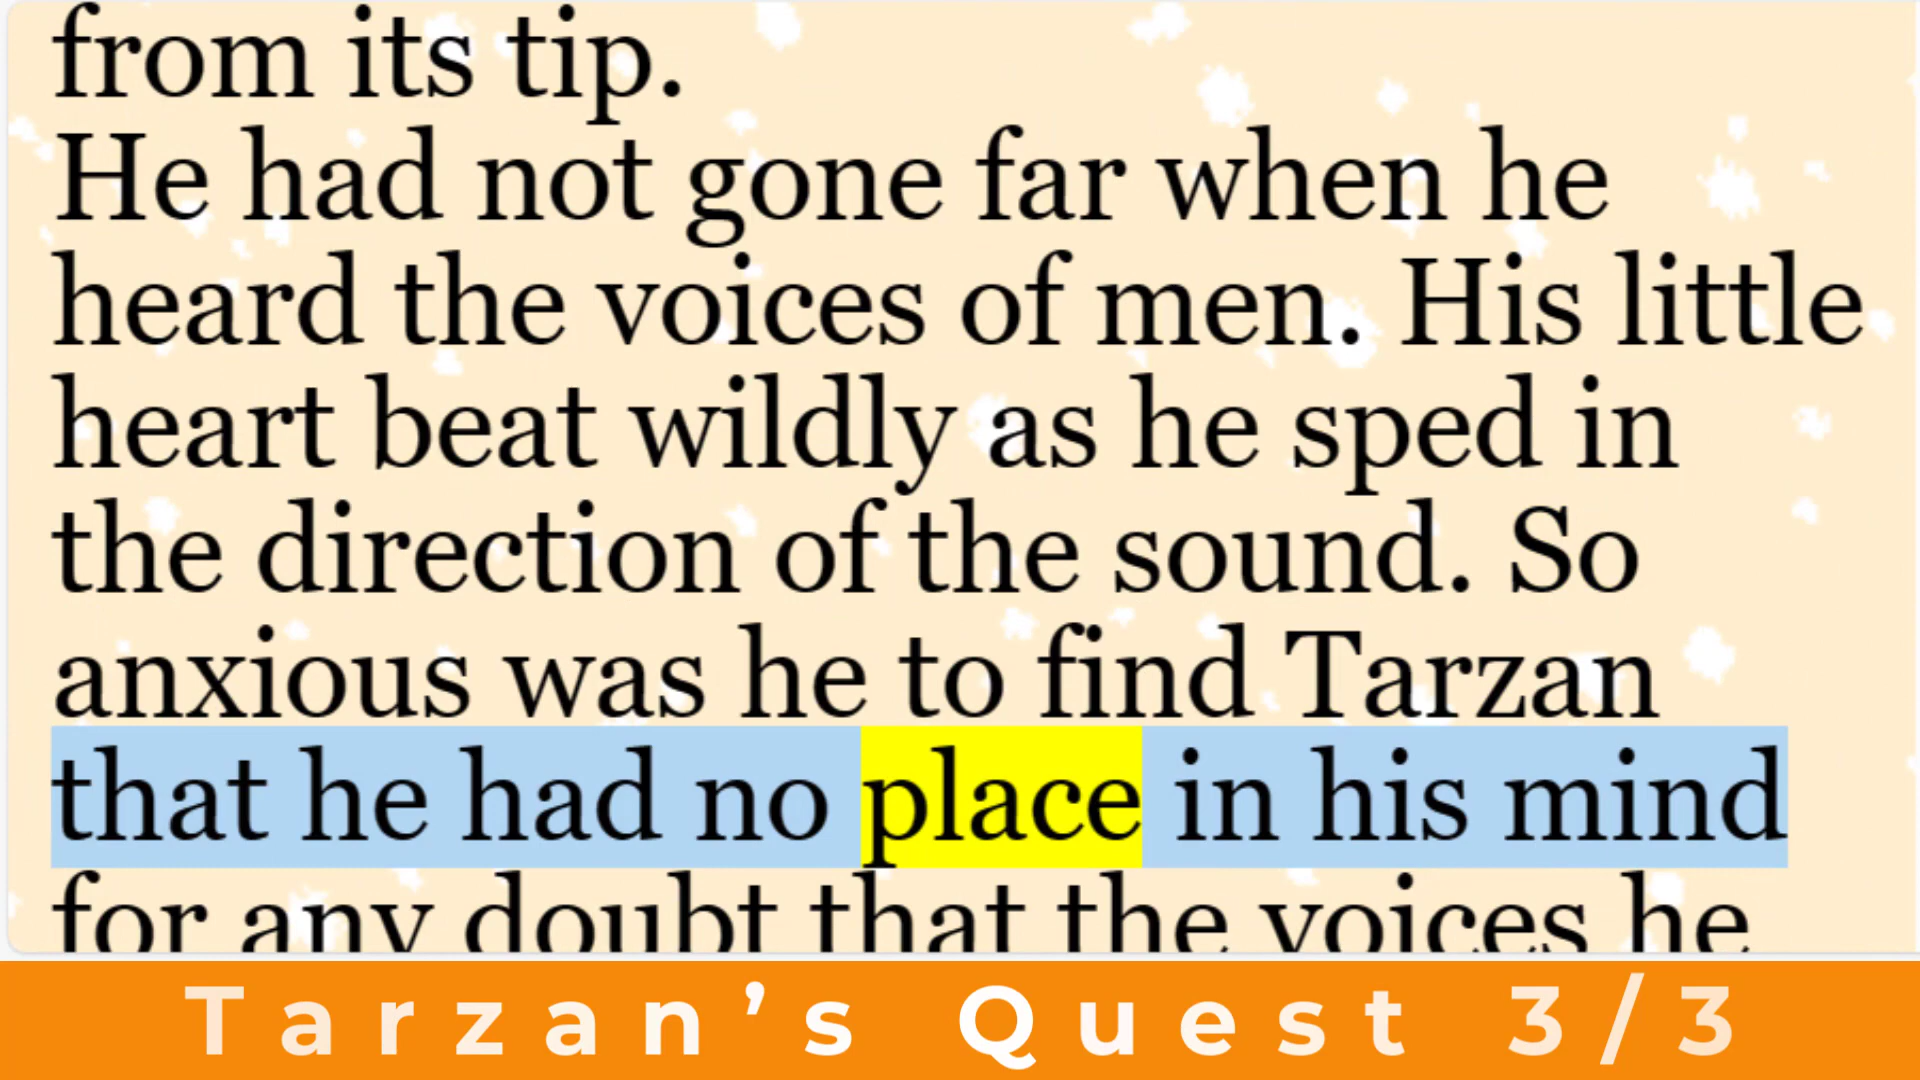 from its tip.
He had not gone far when he
heard the voices of men. His little
heart beat wildly as he sped in
the direction of the sound. So
anxious was he to find Tarzan
that he had no place in his mind
for any doubt that the voices he
Tarzan’s Quest 3/3